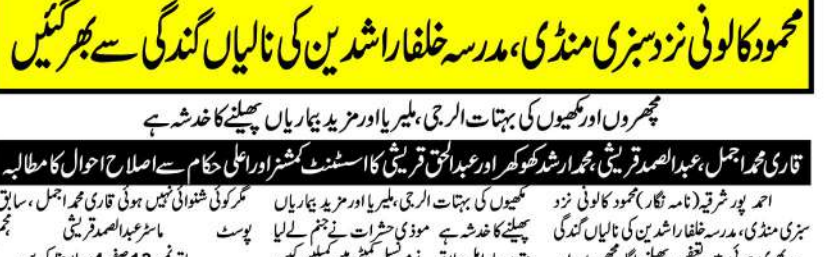 محمود کالونی نزد سبزی منڈی، مدرسہ خلفا راشدین کی نالیاں گندگی سے بھر گئیں
مچھروں اور مکھیوں کی بہتات الرجی، ملیریا اور مزید بیماریاں پھیلنے کا خدشہ ہے
قاری محمد اجمل، عبدالصمد قریشی، محمد ارشد کھوکھر اور عبدالحق قریشی کا اسسٹنٹ کمشنر اور اعلی حکام سے اصلاح احوال کا مطالبہ
احمد پور شرقیہ (نامہ نگار) محمود کالونی نزد
سبزی منڈی، مدرسہ خلفا راشدین کی نالیاں گندگی
مکھیوں کی بہتات الرجی، ملیریا اور مزید بیماریاں
پھیلنے کا خدشہ ہے موذی حشرات نے جنم لے لیا
مگر کوئی شنوائی نہیں ہوئی قاری محمد اجمل، سابق
پوسٹ ماسٹر عبدالصمد قریشی